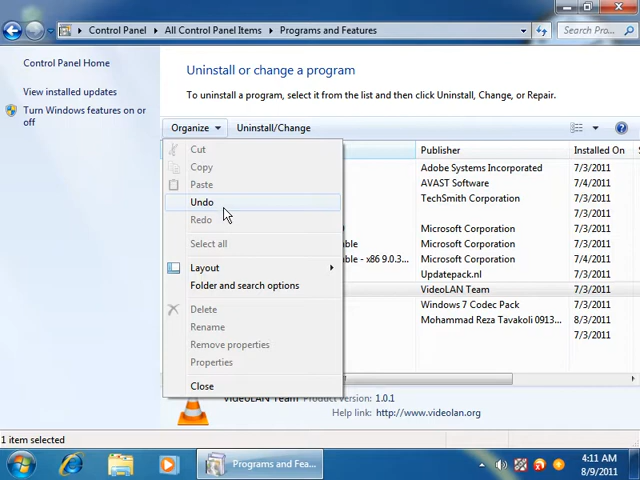 Control Panel
All Control Panel Items
Programs and Features
Search Pro...
Control Panel Home
View installed updates
Turn Windows features on or
off
Uninstall or change a program
To uninstall a program, select it from the list and then click Uninstall, Change, or Repair.
Organize
Uninstall/Change
Publisher
Installed On
Cut
Copy
Paste
Undo
Redo
Select all
Layout
Folder and search options
Delete
Rename
Remove properties
Properties
Close
Adobe Systems Incorporated 7/3/2011
AVAST Software 7/3/2011
TechSmith Corporation 7/3/2011
7/3/2011
Microsoft Corporation 7/3/2011
ble Microsoft Corporation 7/3/2011
ble - x86 9.0.3... Microsoft Corporation 7/3/2011
Updatepack.nl 7/3/2011
VideoLAN Team 7/3/2011
Windows 7 Codec Pack 7/3/2011
Mohammad Reza Tavakoli 0913... 8/3/2011
7/3/2011
VideoLAN Team Product version: 1.0.1
Help link: http://www.videolan.org
1 item selected
Programs and Fea...
4:11 AM
8/9/2011